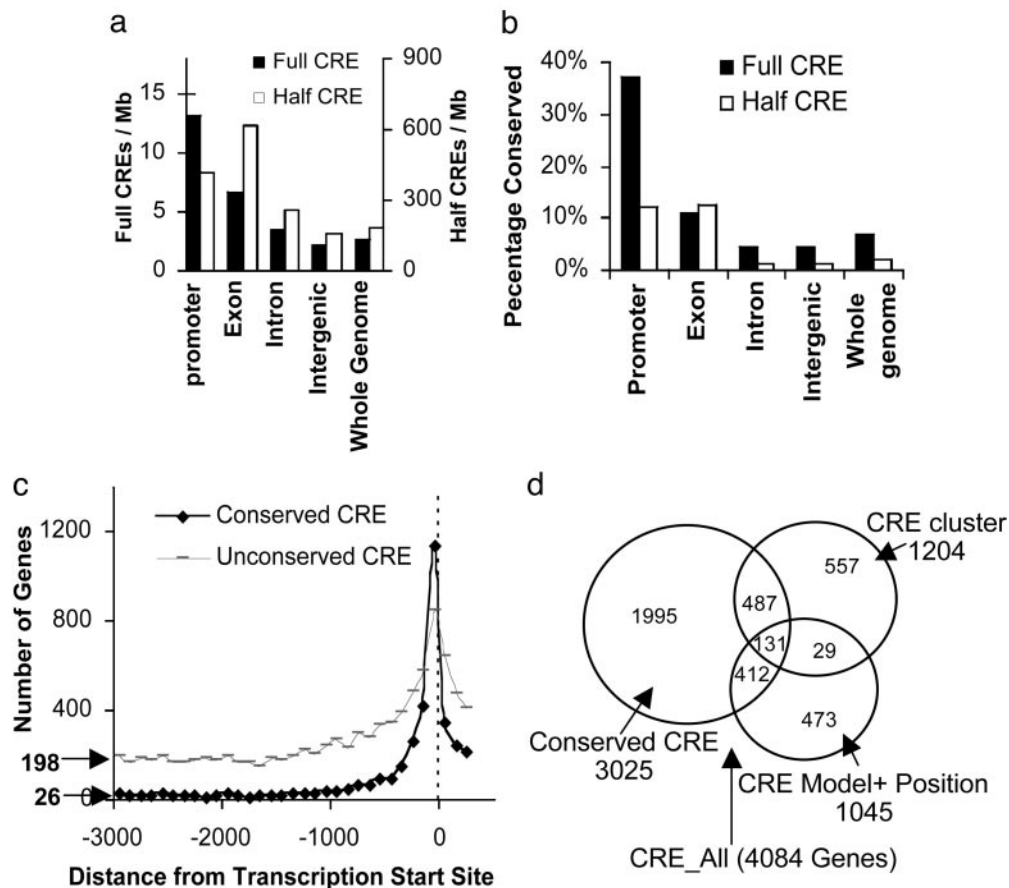 a
Full CREs / Mb
15
10
5
0
Full CRE
Half CRE
900
600
300
0
Half CREs / Mb
promoter
Exon
Intron
Intergenic
Whole Genome
b
Pecentage Conserved
40%
30%
20%
10%
0%
Full CRE
Half CRE
Promoter
Exon
Intron
Intergenic
Whole
genome
c
Number of Genes
1200
800
400
0
198
26
Conserved CRE
Unconserved CRE
-3000
-2000
-1000
0
Distance from Transcription Start Site
d
CRE cluster
1204
557
487
1995
131
29
412
473
Conserved CRE
3025
CRE Model+ Position
1045
CRE_All (4084 Genes)